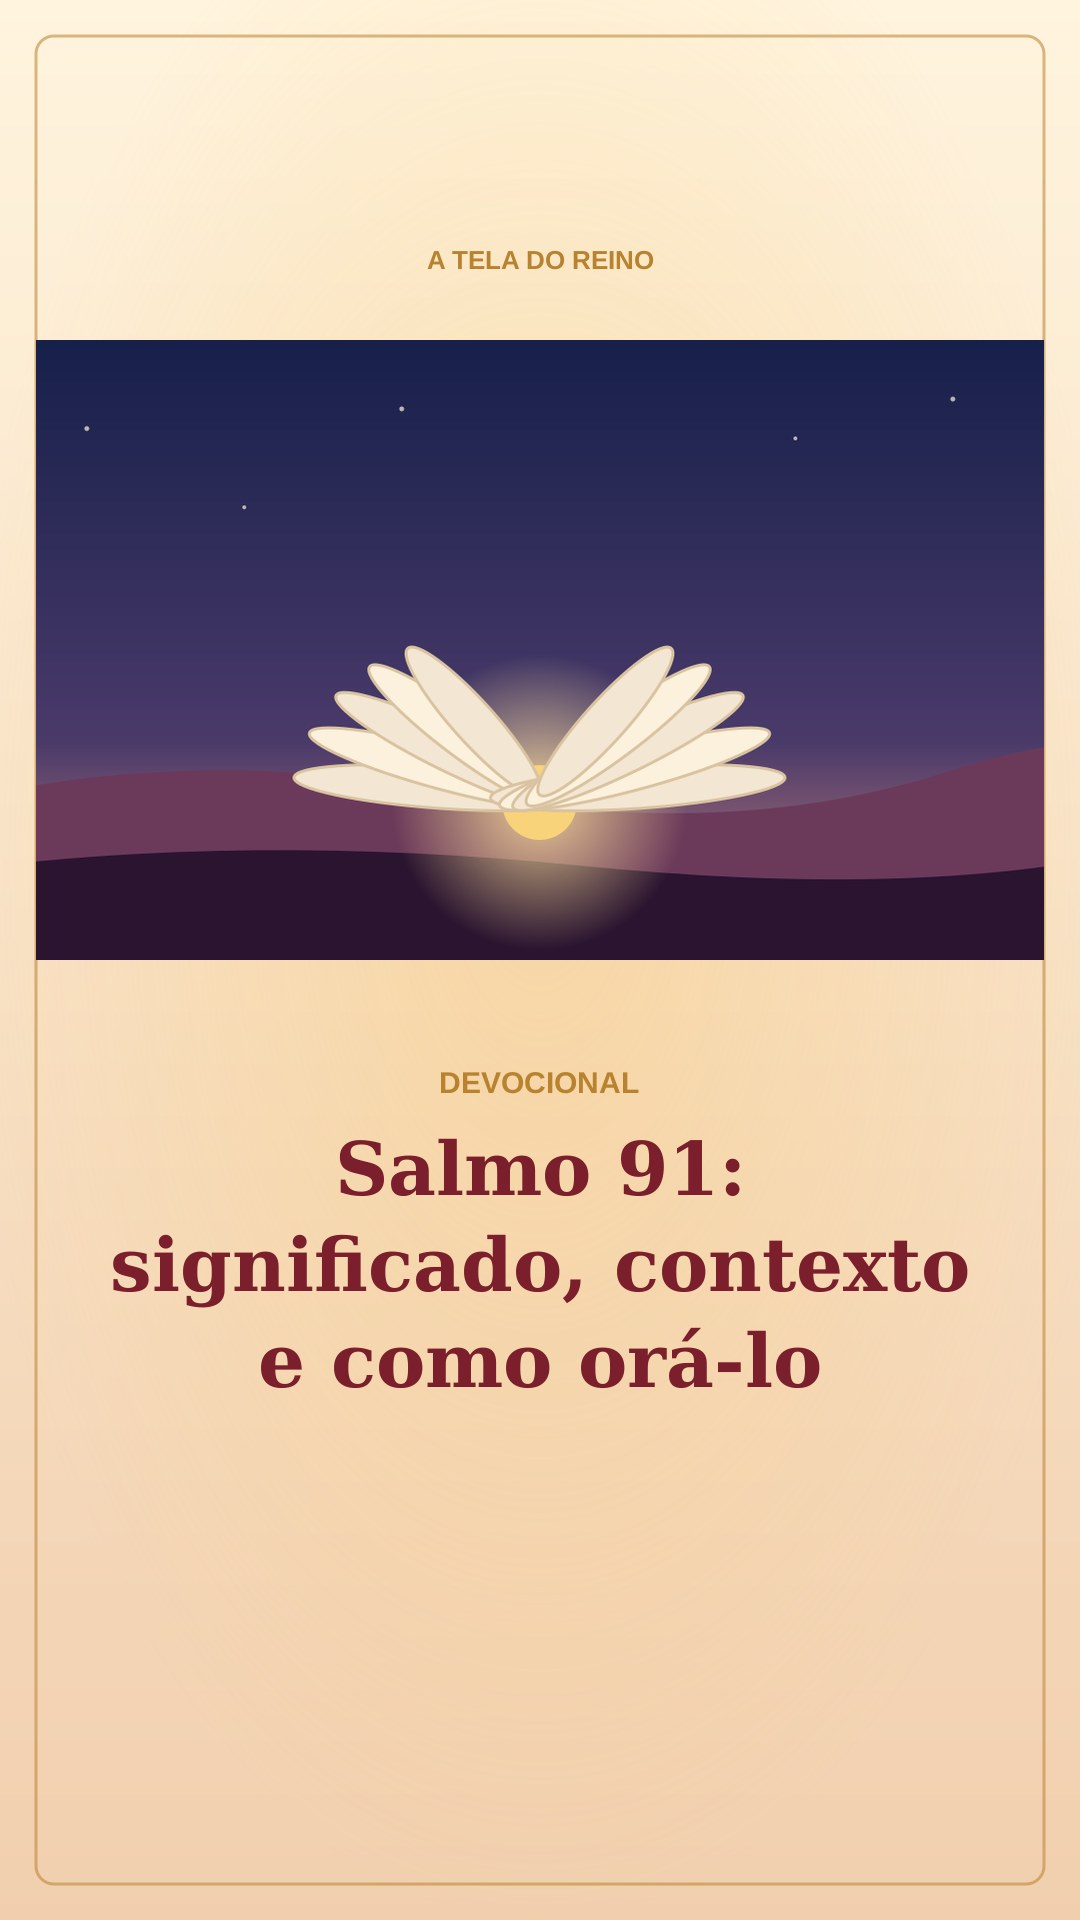 A TELA DO REINO
DEVOCIONAL
Salmo 91:
significado, contexto
e como orá-lo